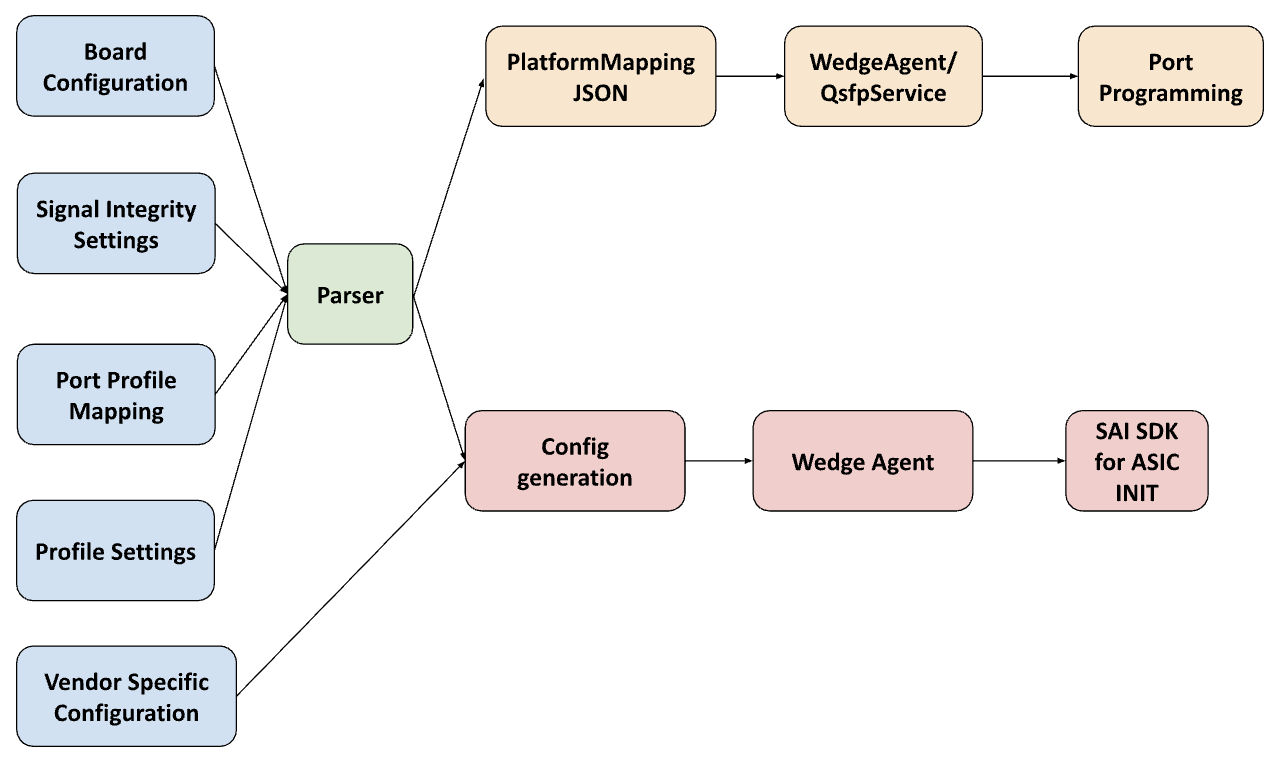 Board
Configuration
Signal Integrity
Settings
Port Profile
Mapping
Profile Settings
Vendor Specific
Configuration
Parser
PlatformMapping
JSON
WedgeAgent/
QsfpService
Port
Programming
Config
generation
Wedge Agent
SAI SDK
for ASIC
INIT